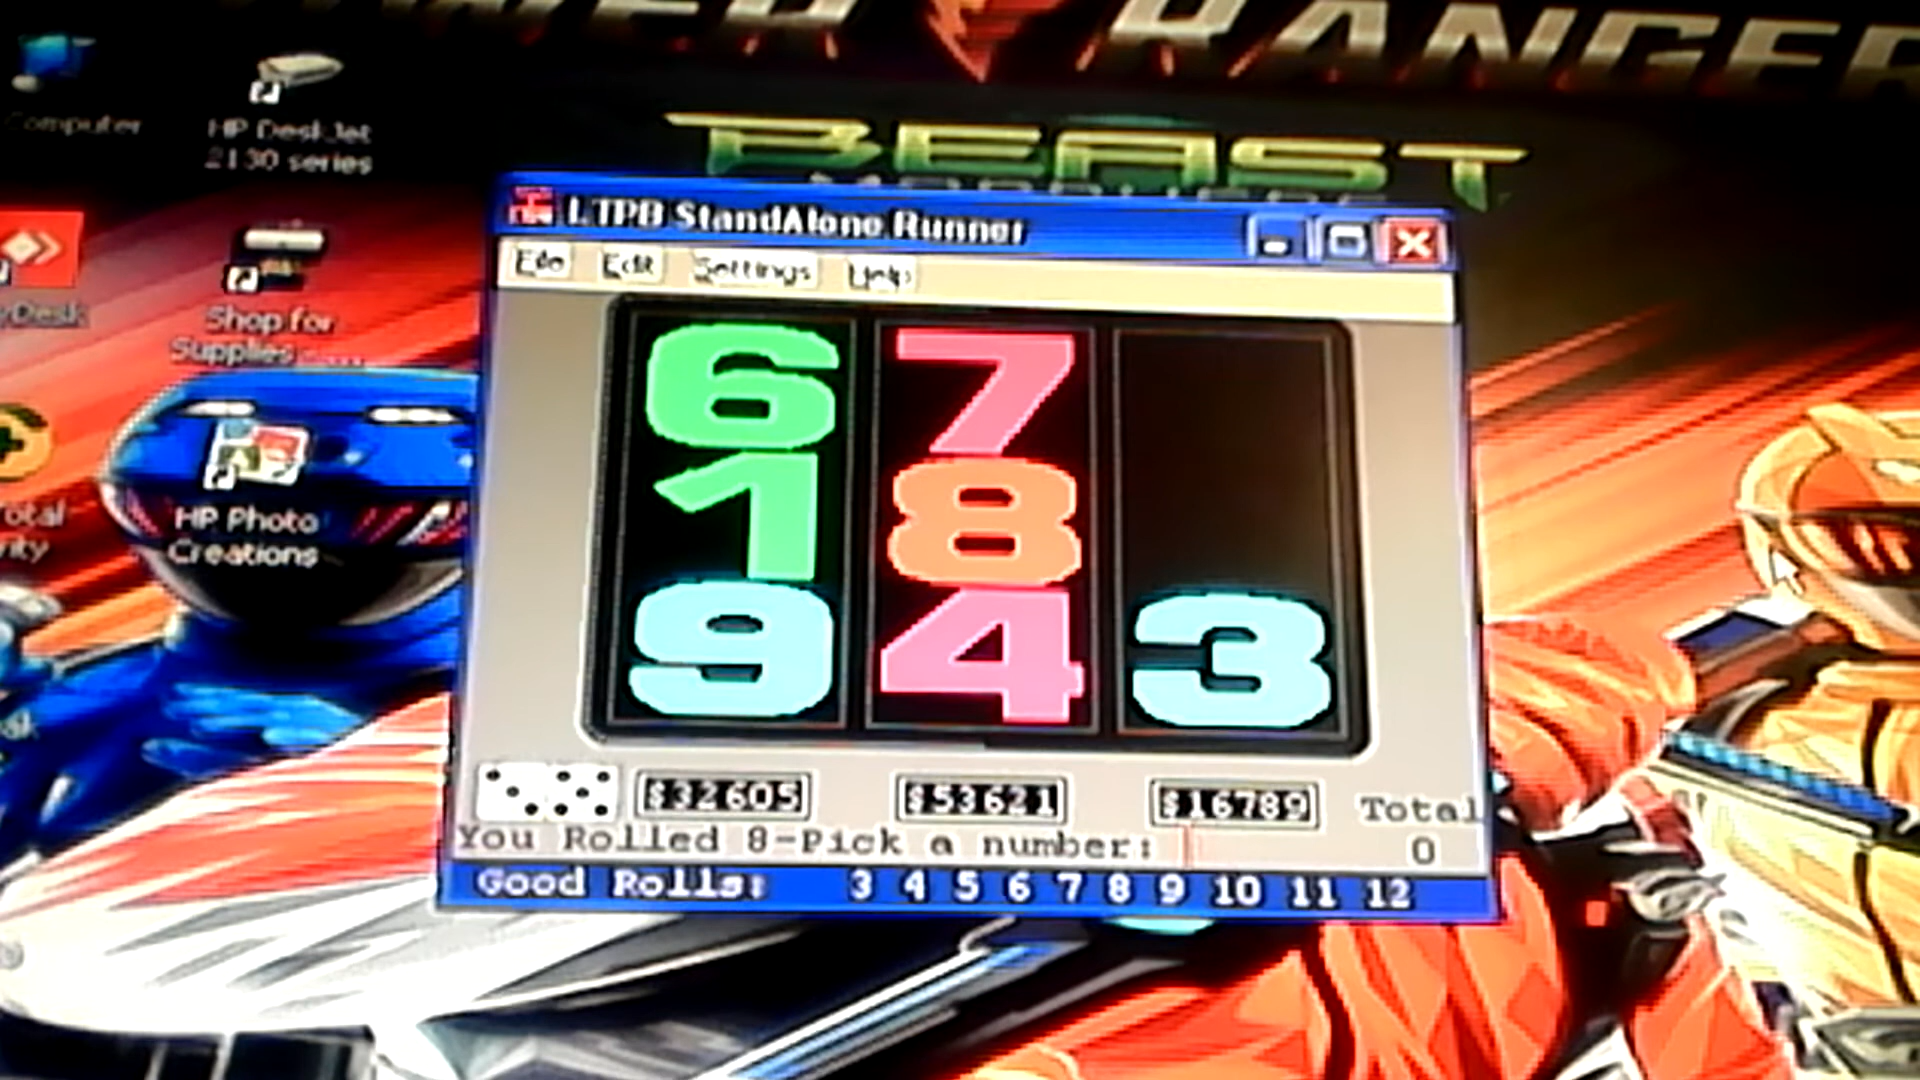 RANGER
BEAST
Computer
HP DeskJet
2130 series
Shop for
Supplies
HP Photo
Creations
LTPB StandAlone Runner
File Edit Settings Help
6 7
1 8
9 4 3
$32605 $53621 $16789 Total
You Rolled 8-Pick a number: 0
Good Rolls: 3 4 5 6 7 8 9 10 11 12